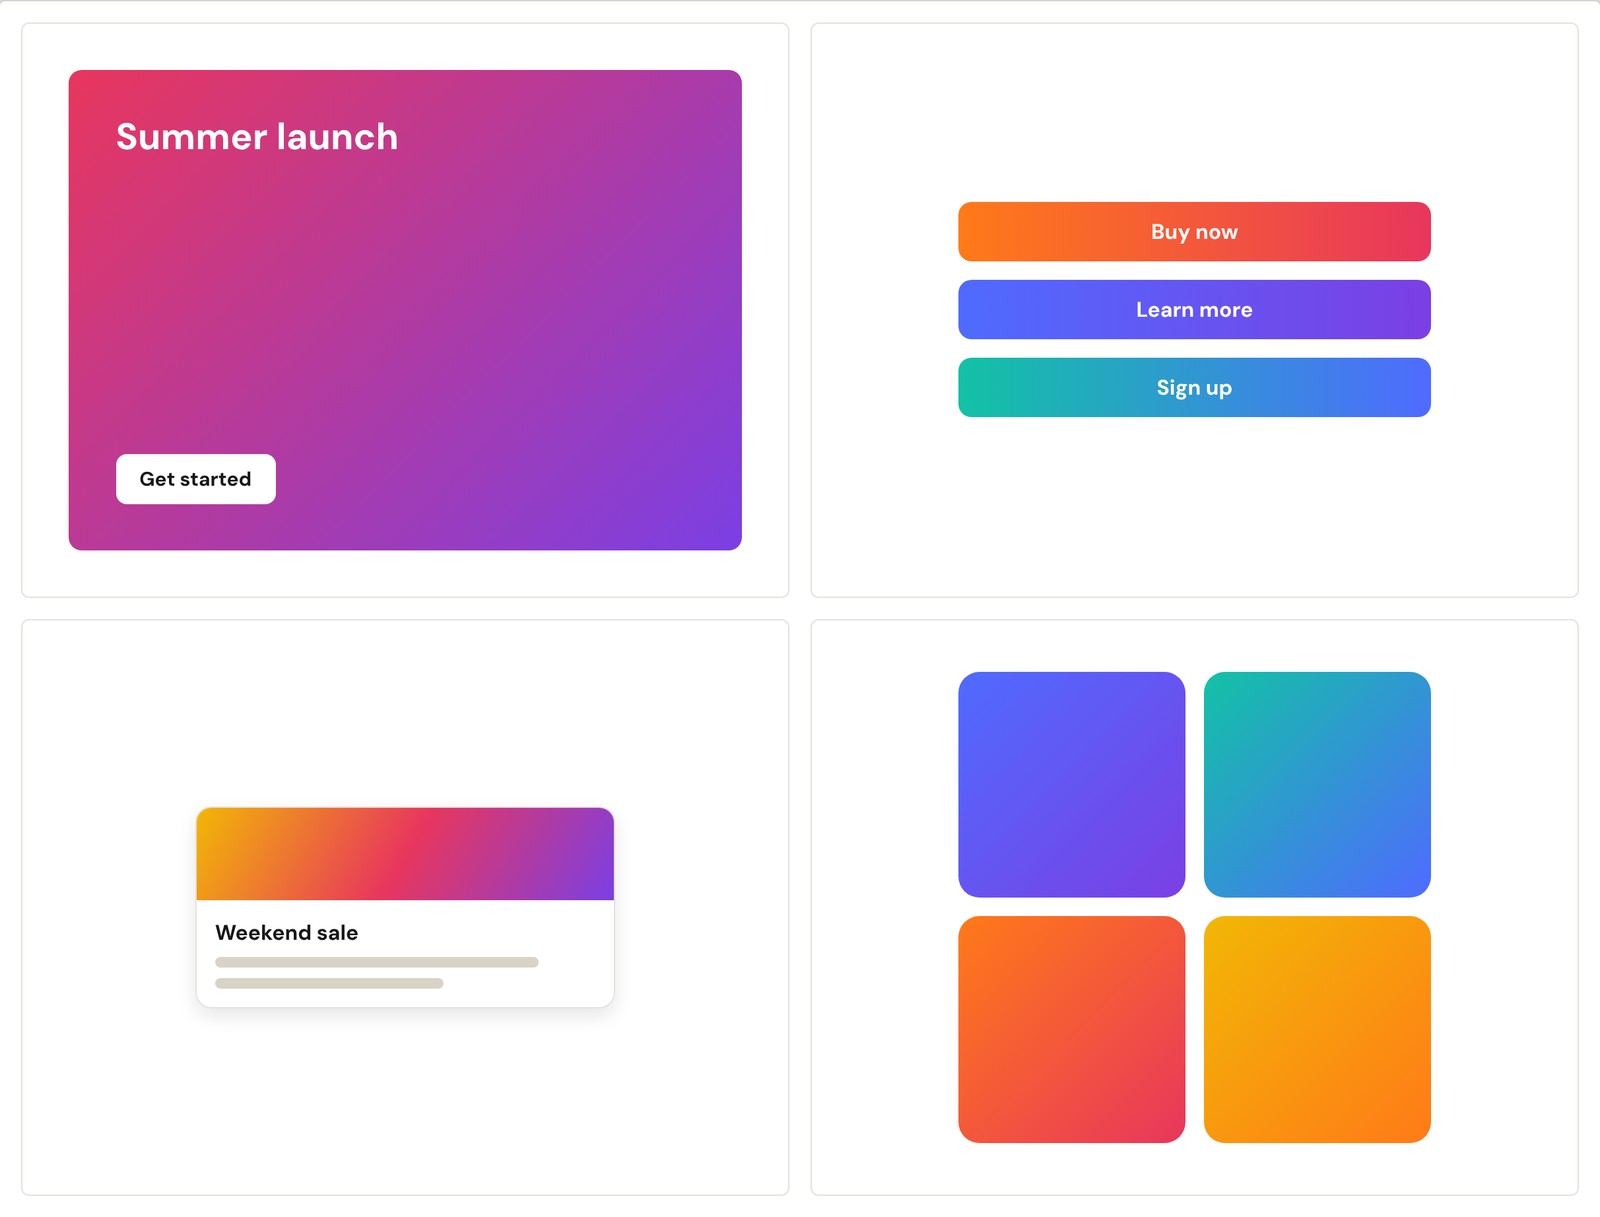 Summer launch
Get started
Buy now
Learn more
Sign up
Weekend sale